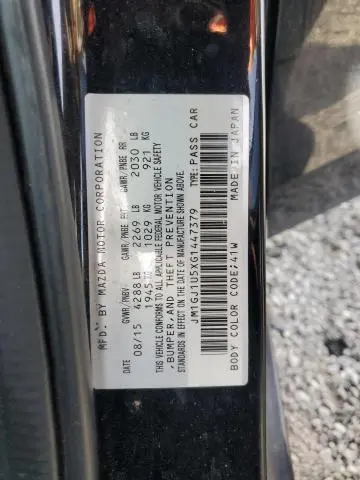 MFD. BY MAZDA MOTOR CORPORATION
DATE GVWR/PNBV GAWR/PNBE FRT GAWR/PNBE RR
08/15 4288 LB 2269 LB 2030 LB
1945 KG 1029 KG 921 KG
THIS VEHICLE CONFORMS TO ALL APPLICABLE FEDERAL MOTOR VEHICLE SAFETY
,BUMPER,AND THEFT PREVENTION
STANDARDS IN EFFECT ON THE DATE OF MANUFACTURE SHOWN ABOVE.
JM1GJ1U5XG1447379 TYPE:PASS CAR
BODY COLOR CODE;41W MADE IN JAPAN